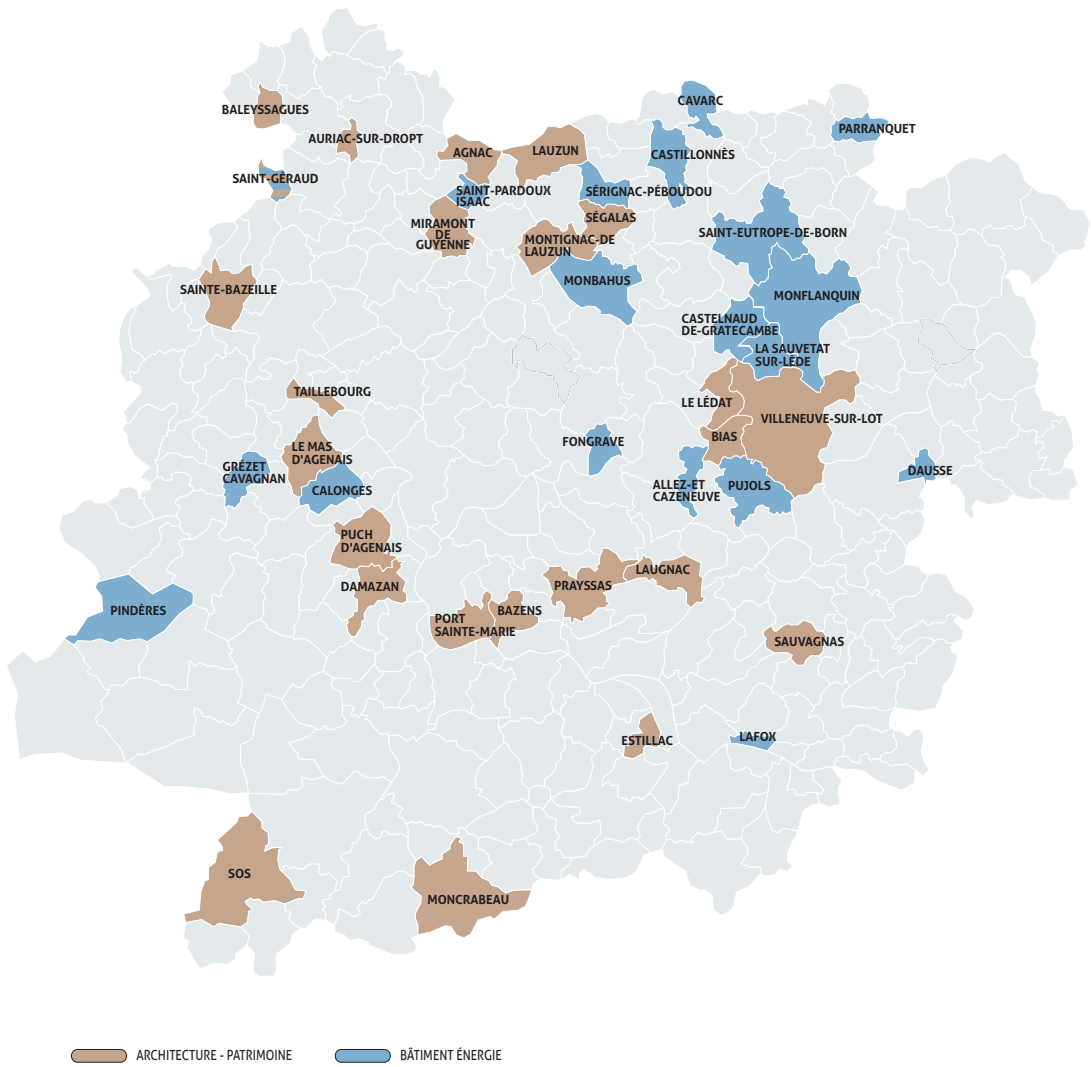 CAVARC
BALEYSSAGUES
PARRANQUET
AURIAC-SUR-DROPT
AGNAC
LAUZUN
CASTILLONNÈS
SAINT-GÉRAUD
SAINT-PARDOUX
ISAAC
SÉRIGNAC-PÉBOUDOU
SÉGALAS
MIRAMONT
DE
GUYENNE
MONTIGNAC-DE
LAUZUN
SAINT-EUTROPE-DE-BORN
MONBAHUS
SAINTE-BAZEILLE
MONFLANQUIN
CASTELNAUD
DE-GRATECAMBE
LA SAUVETAT
SUR-LÈDE
TAILLEBOURG
LE LÉDAT
VILLENEUVE-SUR-LOT
BIAS
FONGRAVE
LE MAS
D'AGENAIS
GRÉZET
CAVAGNAN
CALONGES
ALLEZ-ET
CAZENEUVE
PUJOLS
DAUSSE
PUCH
D'AGENAIS
DAMAZAN
PRAYSSAS
LAUGNAC
PINDÈRES
PORT
SAINTE-MARIE
BAZENS
SAUVAGNAS
ESTILLAC
LAFOX
SOS
MONCRABEAU
ARCHITECTURE - PATRIMOINE
BÂTIMENT ÉNERGIE